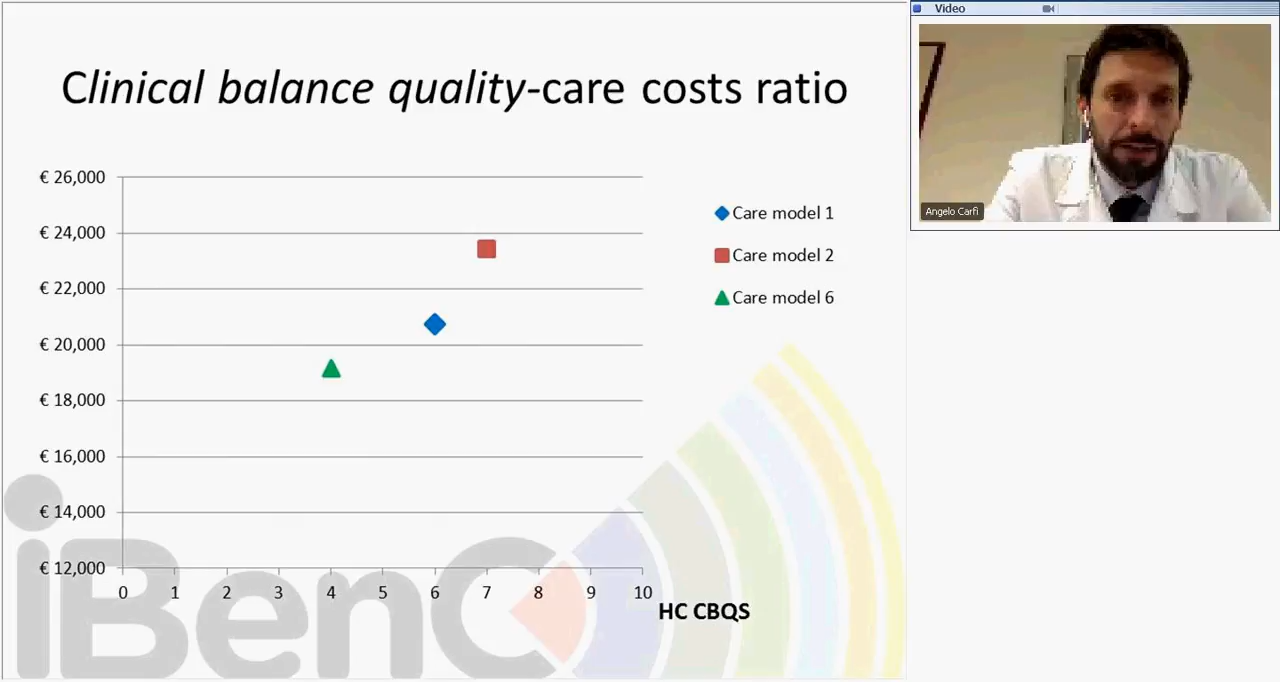 Clinical balance quality-care costs ratio
€ 26,000
€ 24,000
€ 22,000
€ 20,000
€ 18,000
€ 16,000
€ 14,000
€ 12,000
0 1 2 3 4 5 6 7 8 9 10
HC CBQS
Care model 1
Care model 2
Care model 6
iBenC
Video
Angelo Carfi